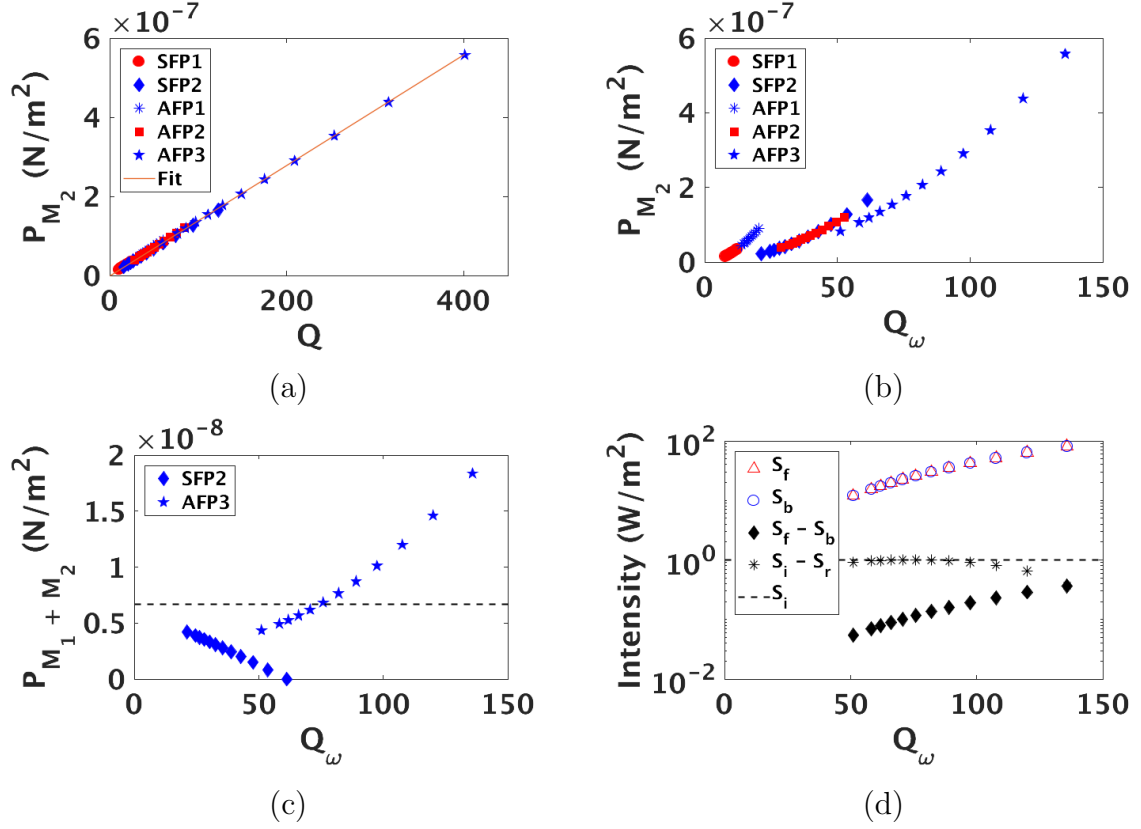 ×10⁻⁷
6
4
2
0
P_M₂ (N/m²)
SFP1
SFP2
AFP1
AFP2
AFP3
Fit
0 200 400
Q
(a)
×10⁻⁷
6
4
2
0
P_M₂ (N/m²)
SFP1
SFP2
AFP1
AFP2
AFP3
0 50 100 150
Q_ω
(b)
×10⁻⁸
2
1.5
1
0.5
0
P_M₁ + M₂ (N/m²)
SFP2
AFP3
0 50 100 150
Q_ω
(c)
10²
10⁰
10⁻²
Intensity (W/m²)
S_f
S_b
S_f − S_b
S_i − S_r
S_i
0 50 100 150
Q_ω
(d)